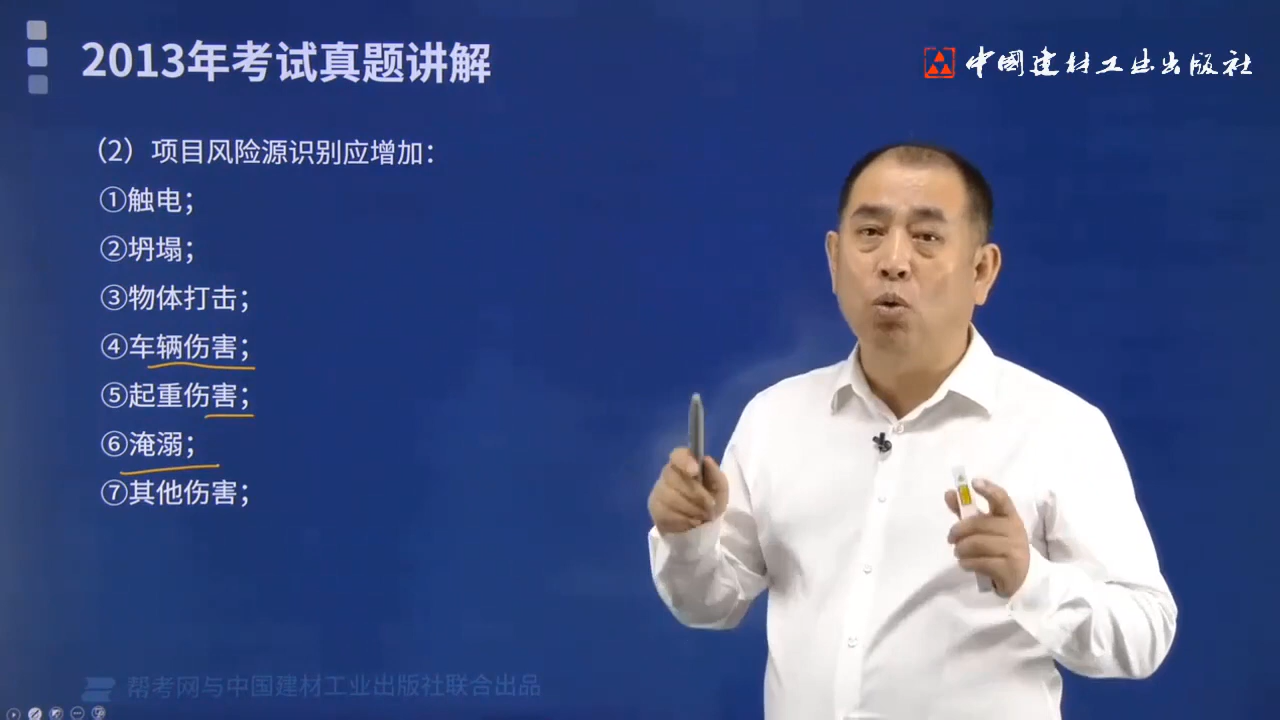 2013年考试真题讲解
中国建材工业出版社
（2）项目风险源识别应增加：
①触电；
②坍塌；
③物体打击；
④车辆伤害；
⑤起重伤害；
⑥淹溺；
⑦其他伤害；
帮考网与中国建材工业出版社联合出品